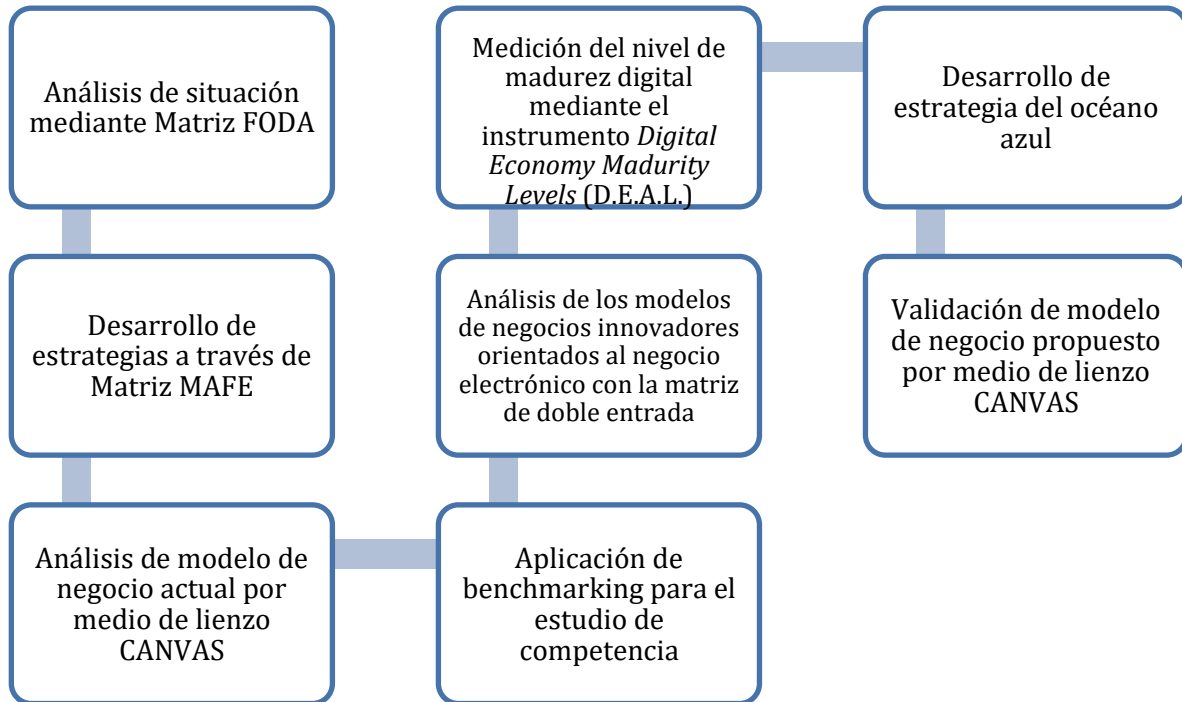 Análisis de situación
mediante Matriz FODA
Desarrollo de
estrategias a través de
Matriz MAFE
Análisis de modelo de
negocio actual por
medio de lienzo
CANVAS
Aplicación de
benchmarking para el
estudio de
competencia
Análisis de los modelos
de negocios innovadores
orientados al negocio
electrónico con la matriz
de doble entrada
Medición del nivel de
madurez digital
mediante el
instrumento Digital
Economy Madurity
Levels (D.E.A.L.)
Desarrollo de
estrategia del océano
azul
Validación de modelo
de negocio propuesto
por medio de lienzo
CANVAS